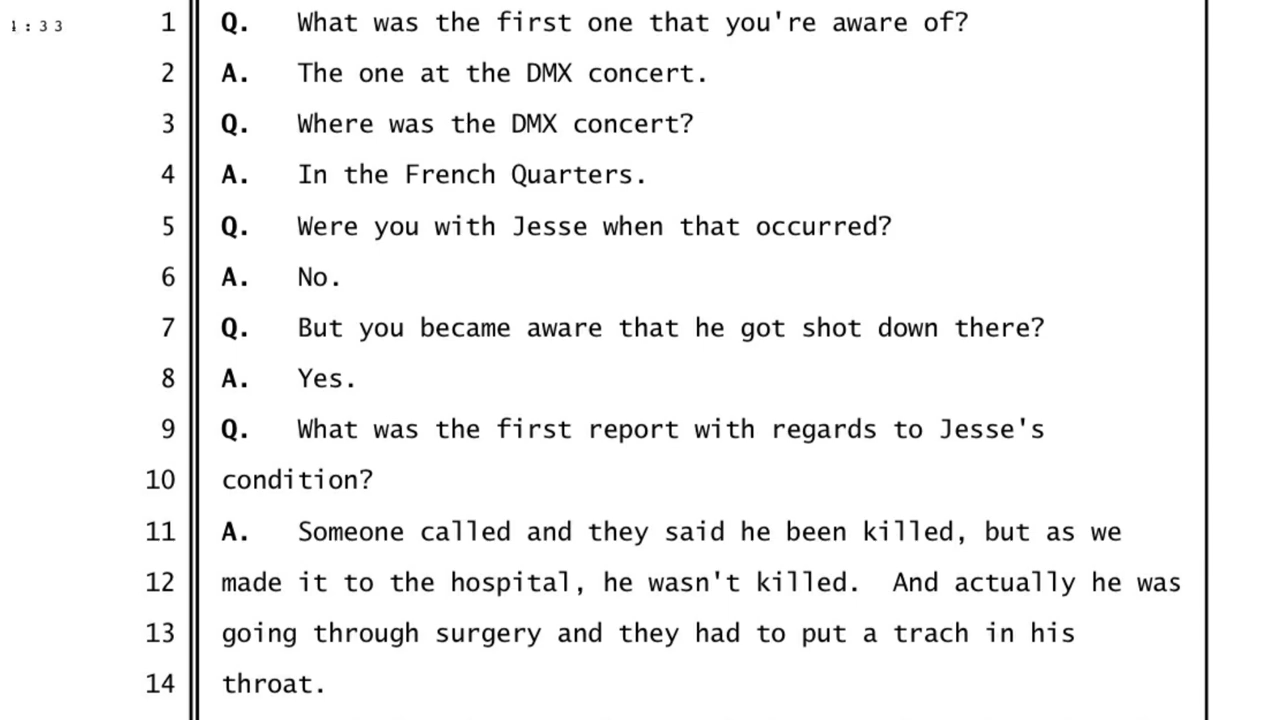 1:33
1 Q. What was the first one that you're aware of?
2 A. The one at the DMX concert.
3 Q. Where was the DMX concert?
4 A. In the French Quarters.
5 Q. Were you with Jesse when that occurred?
6 A. No.
7 Q. But you became aware that he got shot down there?
8 A. Yes.
9 Q. What was the first report with regards to Jesse's
10 condition?
11 A. Someone called and they said he been killed, but as we
12 made it to the hospital, he wasn't killed. And actually he was
13 going through surgery and they had to put a trach in his
14 throat.